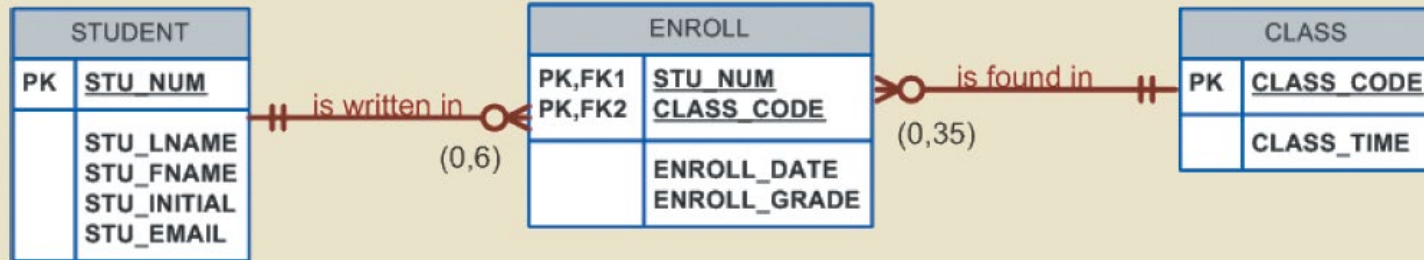 STUDENT
PK STU_NUM
STU_LNAME
STU_FNAME
STU_INITIAL
STU_EMAIL
is written in
(0,6)
ENROLL
PK,FK1 STU_NUM
PK,FK2 CLASS_CODE
ENROLL_DATE
ENROLL_GRADE
is found in
(0,35)
CLASS
PK CLASS_CODE
CLASS_TIME